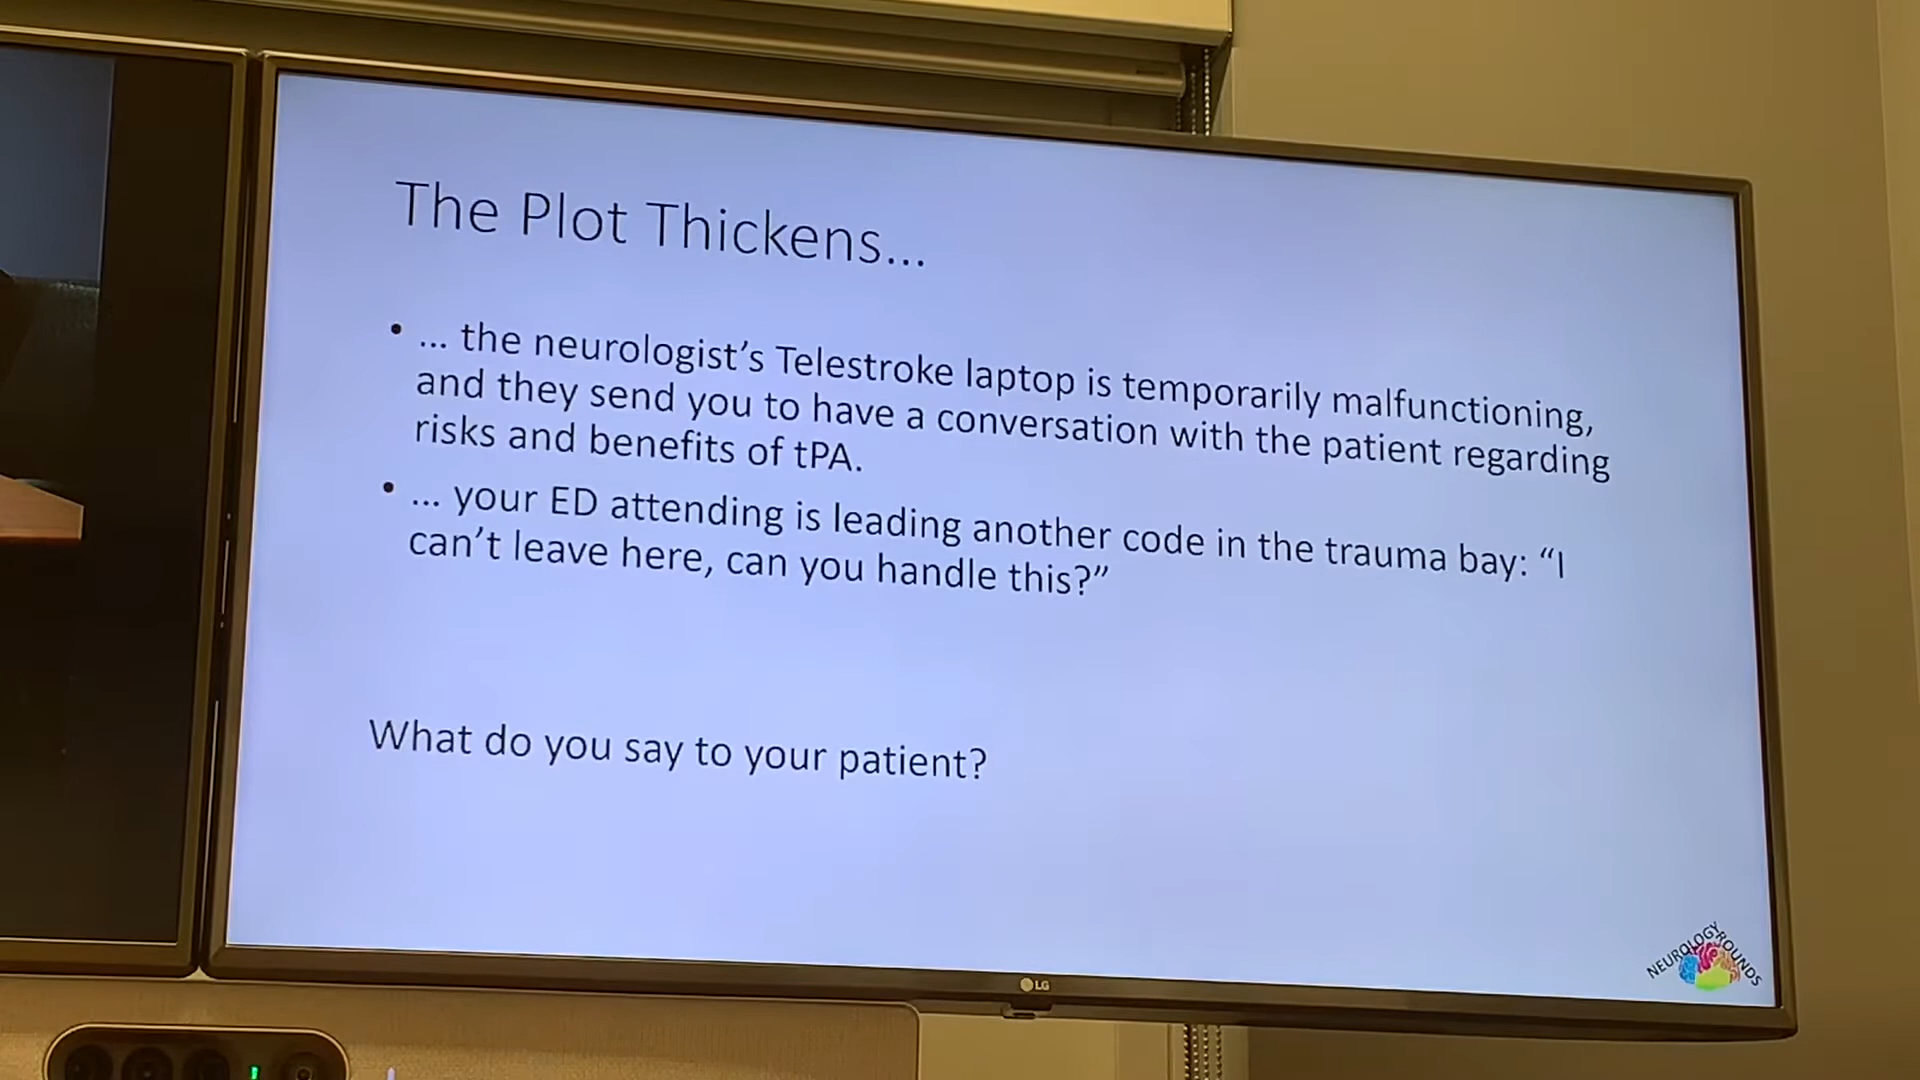 The Plot Thickens...
• ... the neurologist's Telestroke laptop is temporarily malfunctioning,
and they send you to have a conversation with the patient regarding
risks and benefits of tPA.
• ... your ED attending is leading another code in the trauma bay: “I
can't leave here, can you handle this?”
What do you say to your patient?
NEUROLOGY ROUNDS
LG